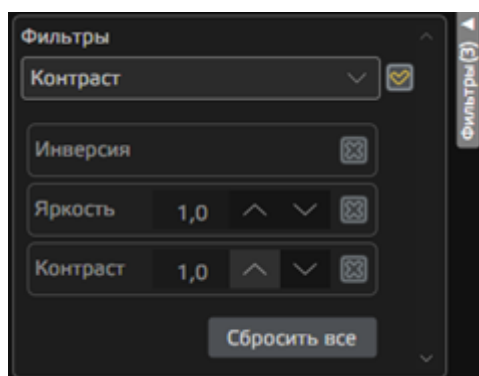 Фильтры
Контраст
Инверсия
Яркость 1,0
Контраст 1,0
Сбросить все
Фильтры(3)